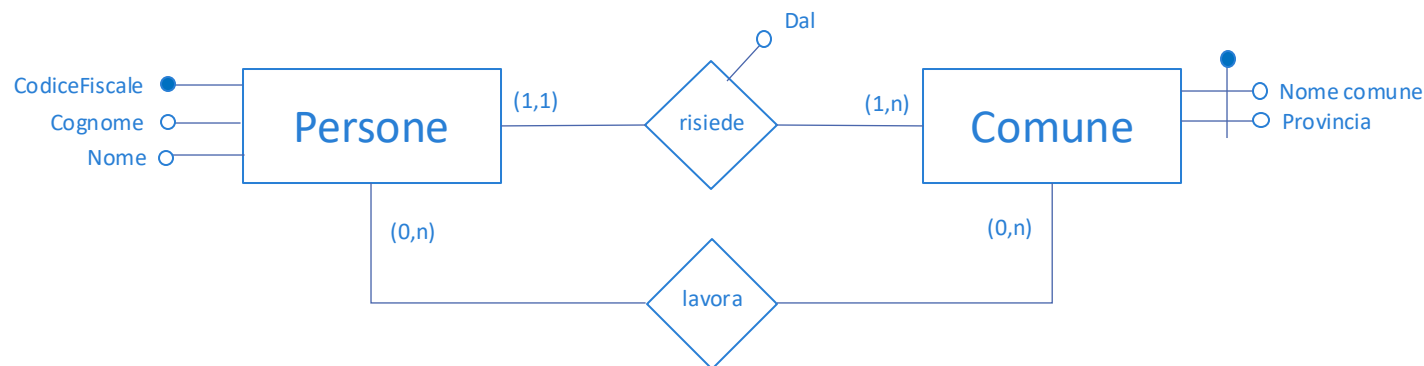 Dal
CodiceFiscale
Cognome
Nome
Persone
(1,1)
risiede
(1,n)
Comune
Nome comune
Provincia
(0,n)
(0,n)
lavora